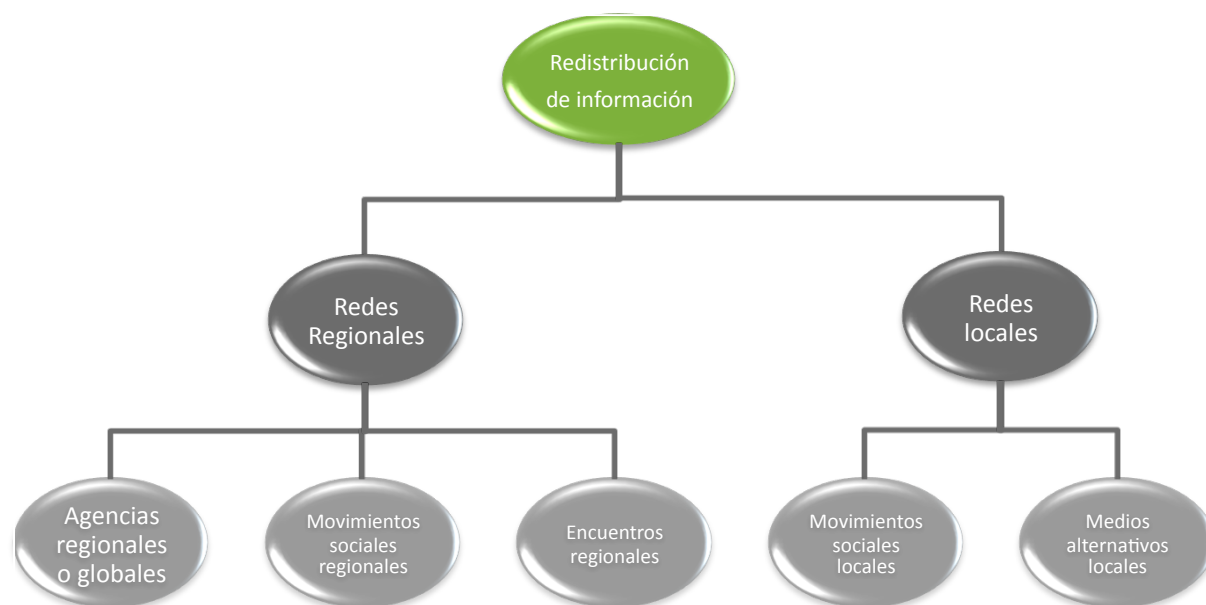 Redistribución
de información
Redes
Regionales
Redes
locales
Agencias
regionales
o globales
Movimientos
sociales
regionales
Encuentros
regionales
Movimientos
sociales
locales
Medios
alternativos
locales